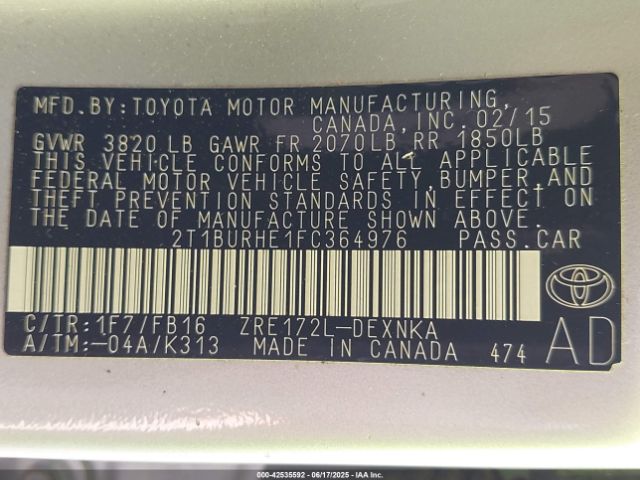 MFD.BY:TOYOTA MOTOR MANUFACTURING,
CANADA,INC.02/15
GVWR 3820LB GAWR FR 2070LB RR 1850LB
THIS VEHICLE CONFORMS TO ALL APPLICABLE
FEDERAL MOTOR VEHICLE SAFETY,BUMPER,AND
THEFT PREVENTION STANDARDS IN EFFECT ON
THE DATE OF MANUFACTURE SHOWN ABOVE.
2T1BURHE1FC364976 PASS.CAR
C/TR:1F7/FB16 ZRE172L-DEXNKA
A/TM:-04A/K313 MADE IN CANADA 474
AD
TOYOTA
000-42535592 - 06/17/2025 - IAA Inc.